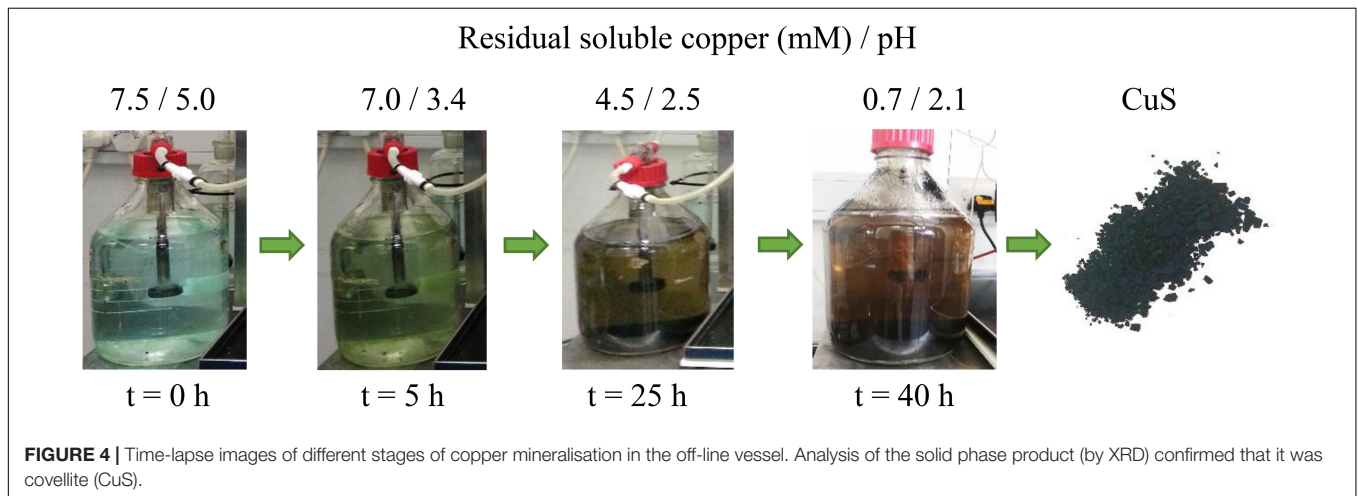 Residual soluble copper (mM) / pH
7.5 / 5.0
7.0 / 3.4
4.5 / 2.5
0.7 / 2.1
CuS
t = 0 h
t = 5 h
t = 25 h
t = 40 h
FIGURE 4 | Time-lapse images of different stages of copper mineralisation in the off-line vessel. Analysis of the solid phase product (by XRD) confirmed that it was
covellite (CuS).